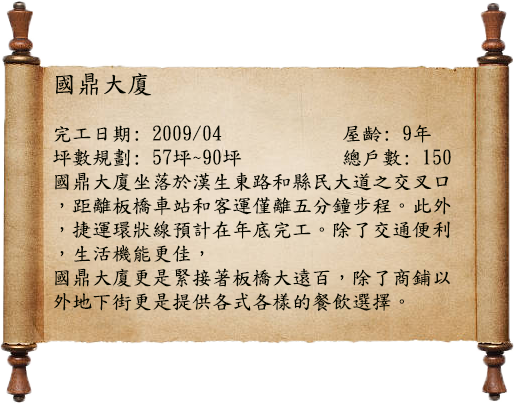 國鼎大廈
完工日期: 2009/04 屋齡: 9年
坪數規劃: 57坪~90坪 總戶數: 150
國鼎大廈坐落於漢生東路和縣民大道之交叉口
，距離板橋車站和客運僅離五分鐘步程。此外
，捷運環狀線預計在年底完工。除了交通便利
，生活機能更佳，
國鼎大廈更是緊接著板橋大遠百，除了商鋪以
外地下街更是提供各式各樣的餐飲選擇。